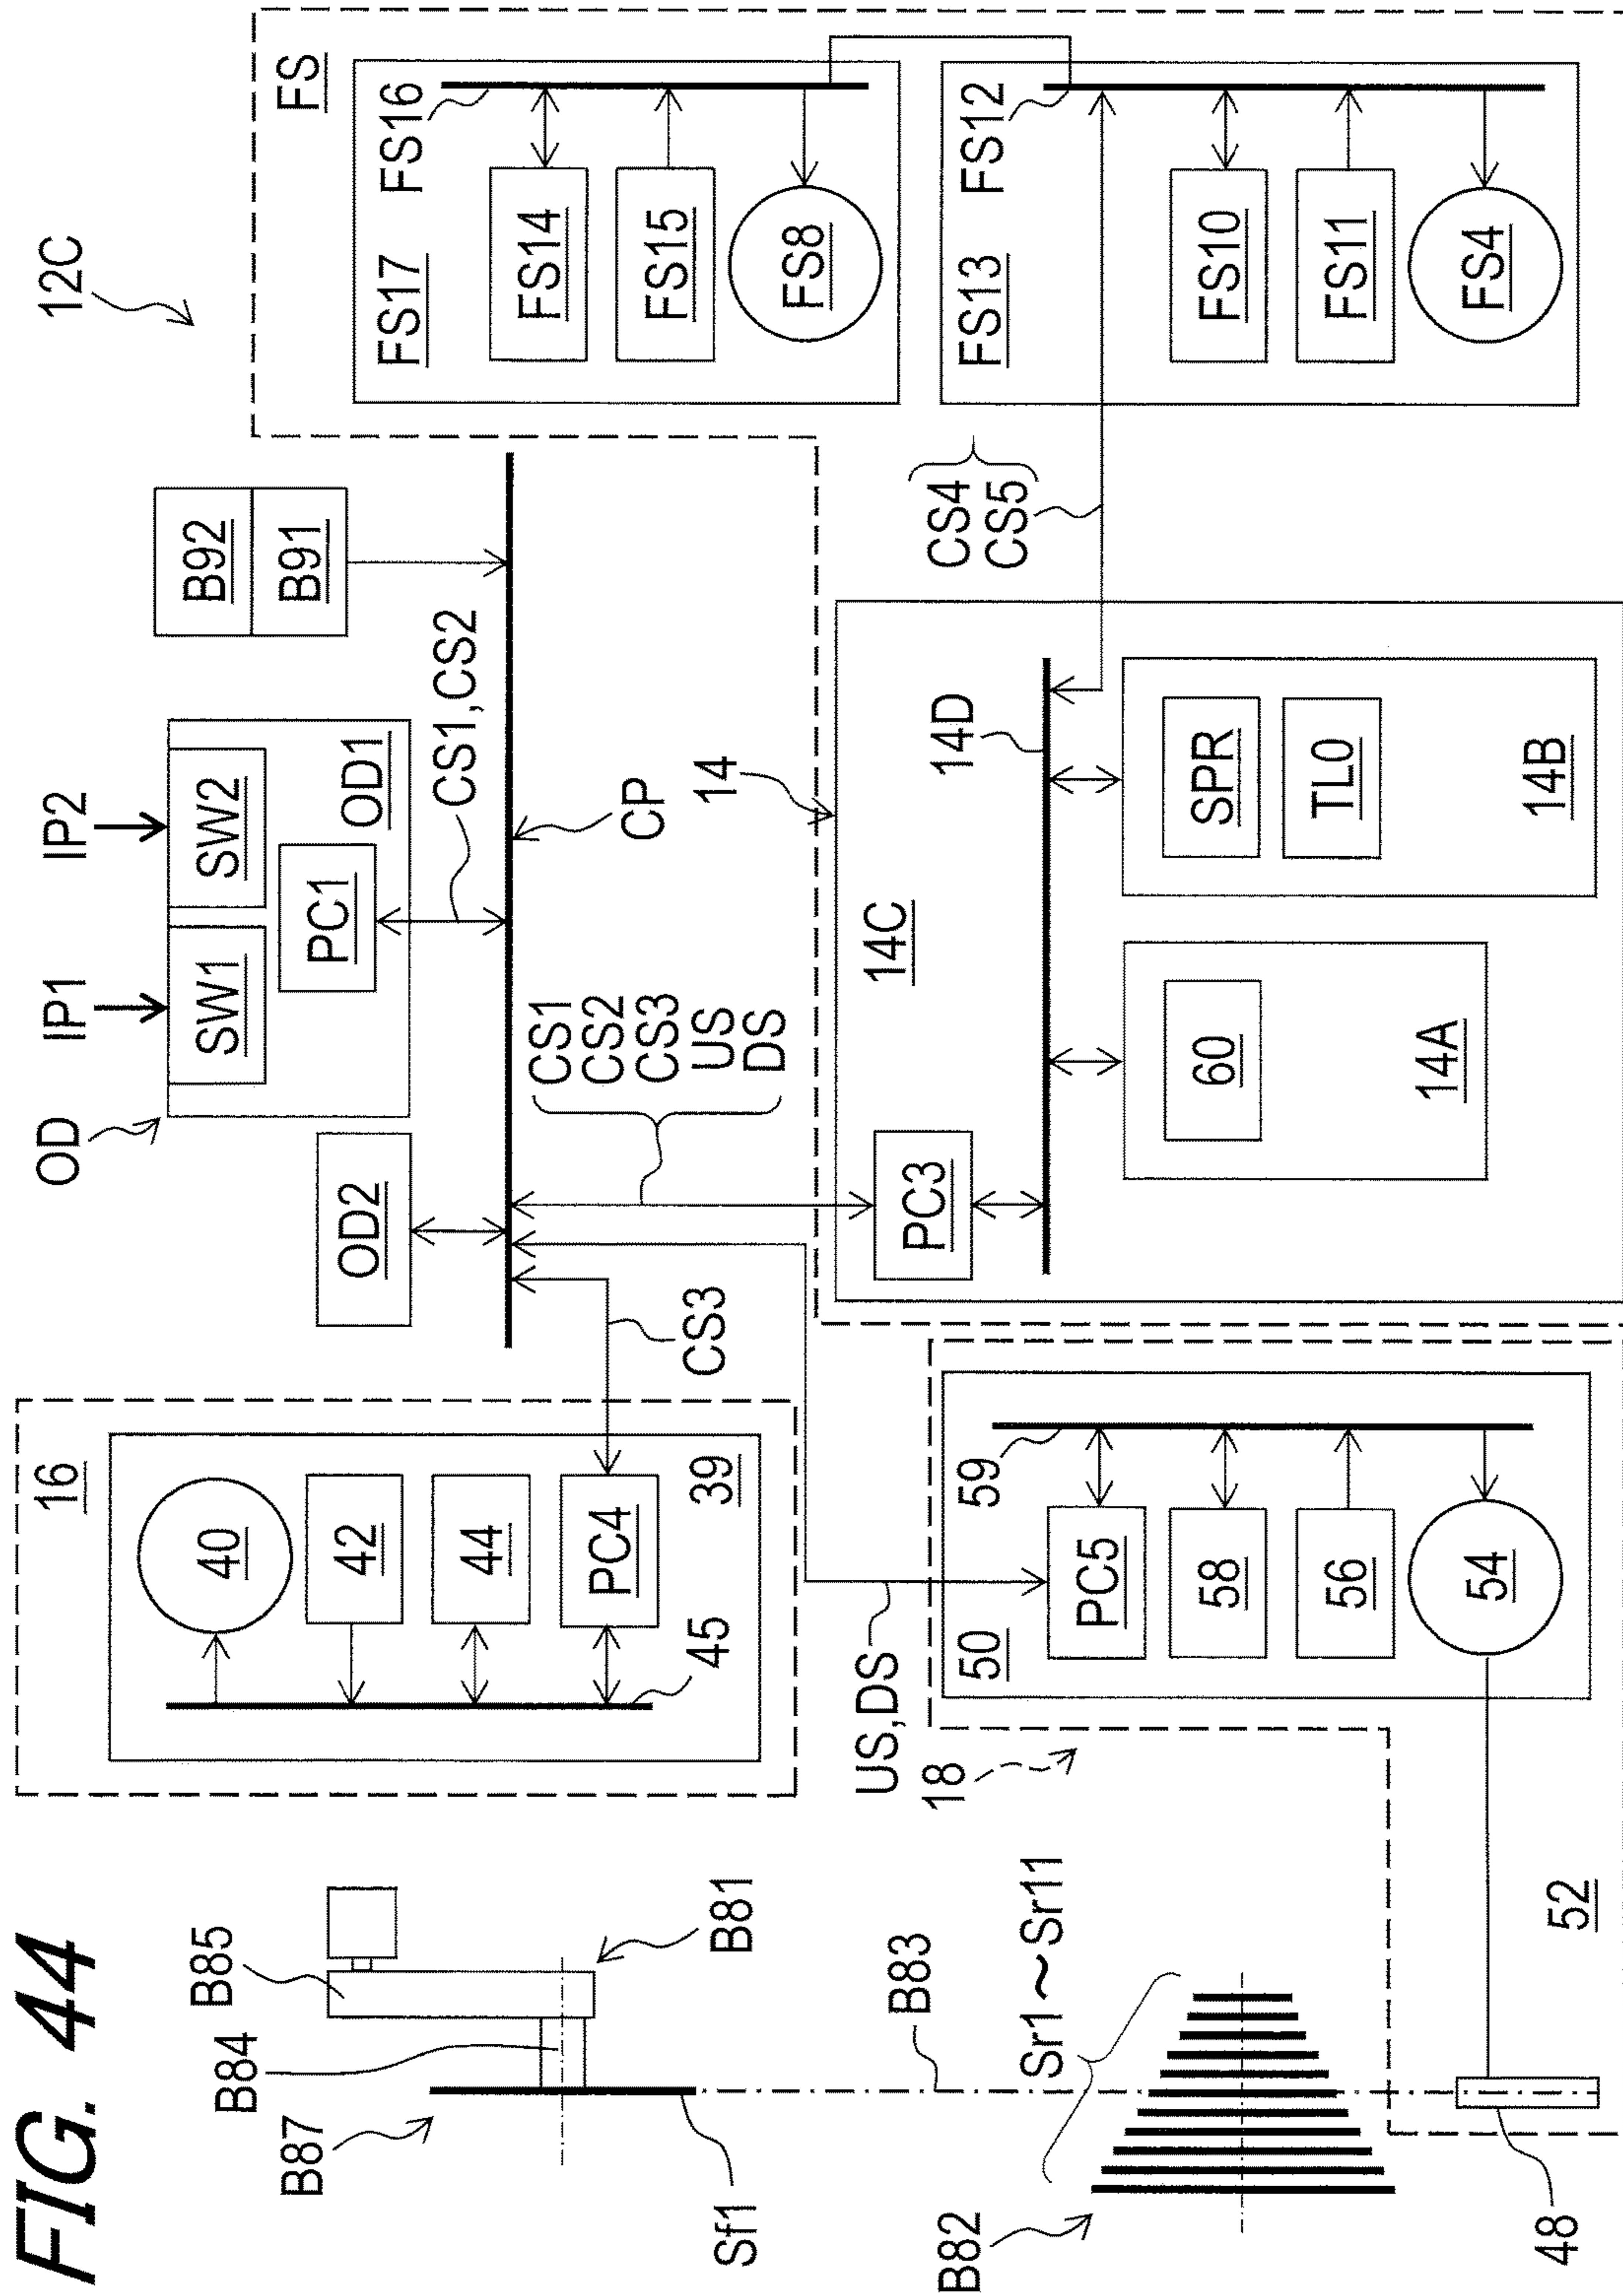 FIG. 44
12C
OD
IP1
IP2
SW1
SW2
PC1
OD1
B92
B91
OD2
CS1,CS2
CP
CS3
CS1
CS2
CS3
US
DS
16
40
42
44
PC4
39
45
B85
B84
B87
B81
Sf1
B83
B82
Sr1~Sr11
48
US,DS
18
50
59
PC5
58
56
54
52
14
14C
14D
PC3
60
14A
SPR
TL0
14B
CS4
CS5
FS
FS17
FS16
FS14
FS15
FS8
FS13
FS12
FS10
FS11
FS4